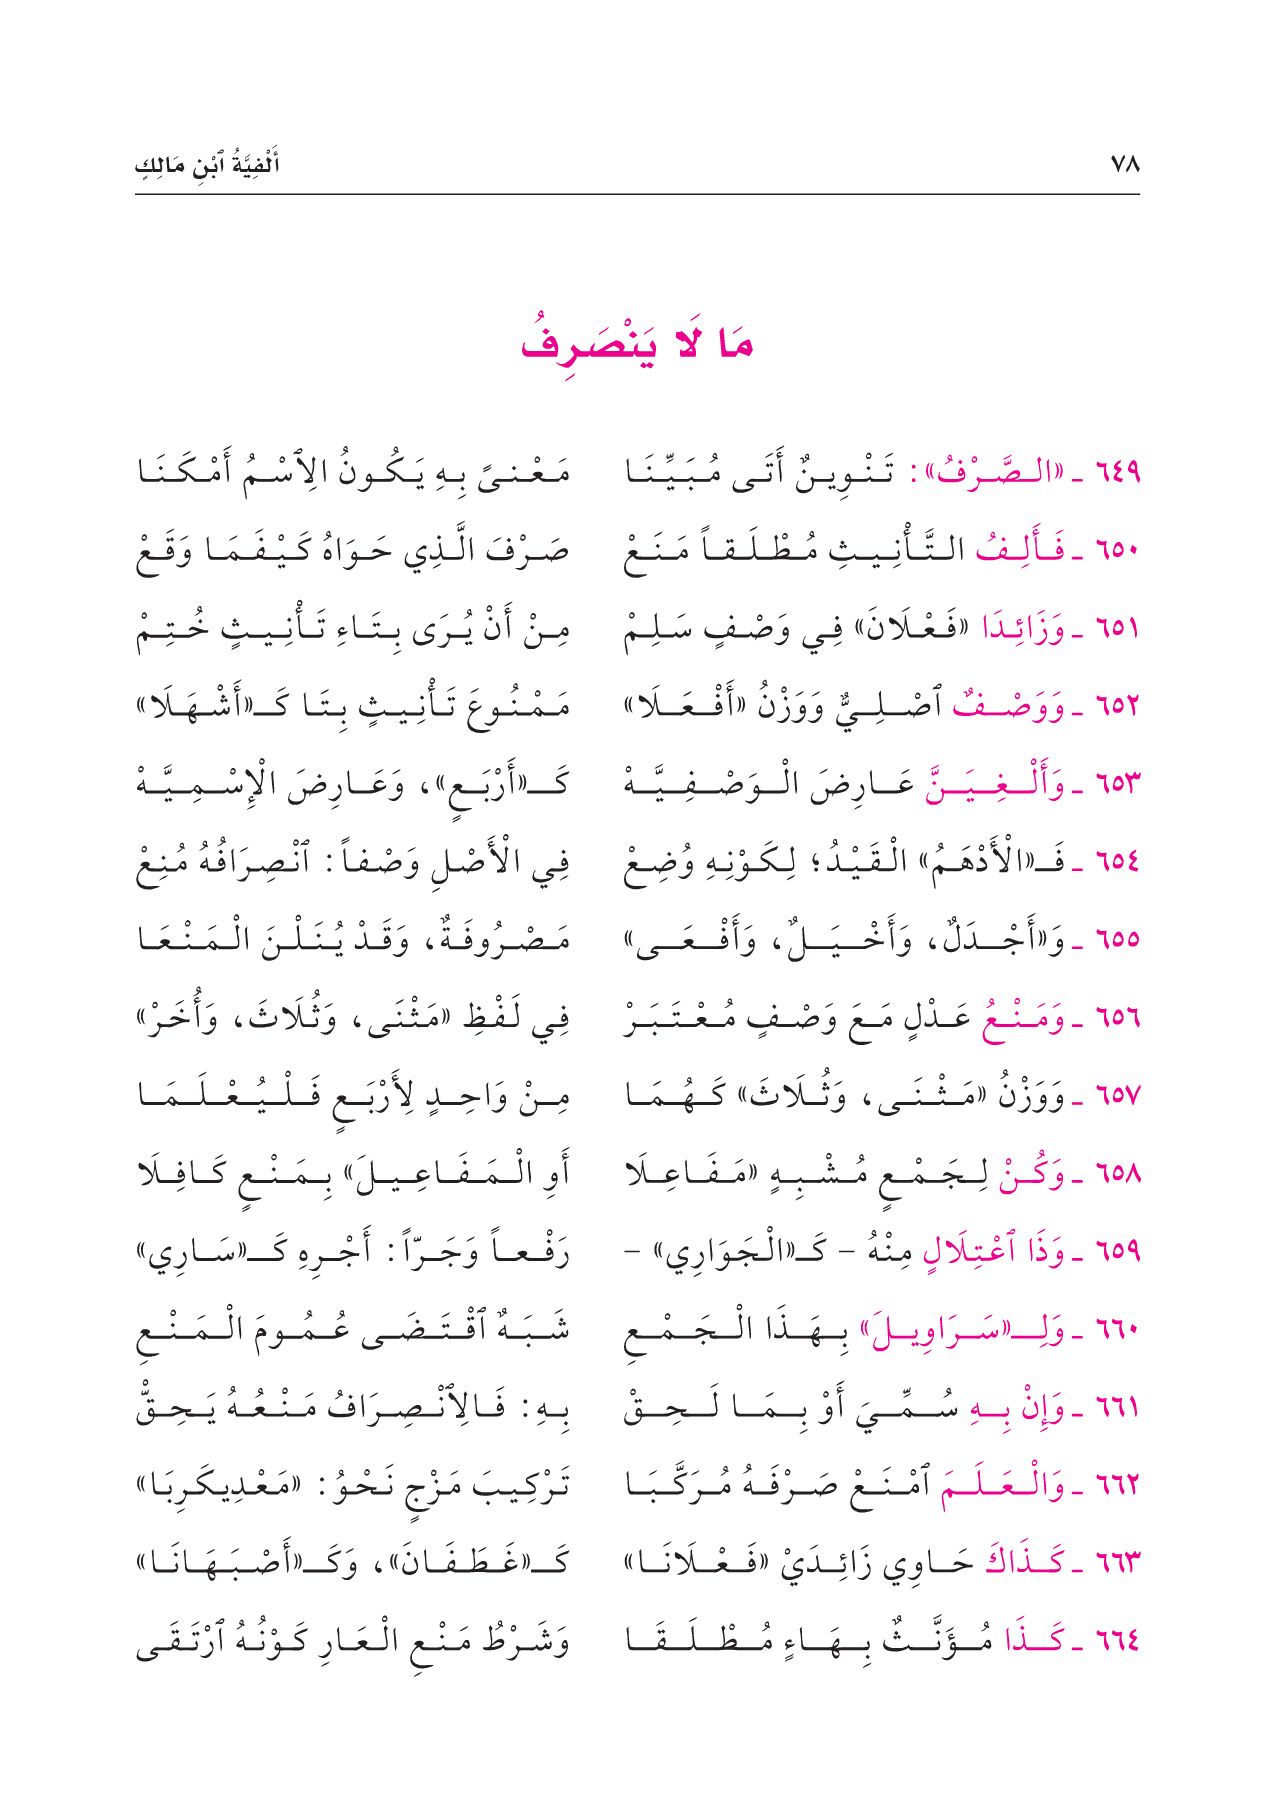 ٧٨ أَلْفِيَّةُ ٱبْنِ مَالِكٍ
مَا لَا يَنْصَرِفُ
٦٤٩ ـ «الصَّرْفُ»: تَنْوِينٌ أَتَى مُبَيِّنَا مَعْنىً بِهِ يَكُونُ الِٱسْمُ أَمْكَنَا
٦٥٠ ـ فَأَلِفُ التَّأْنِيثِ مُطْلَقاً مَنَعْ صَرْفَ الَّذِي حَوَاهُ كَيْفَمَا وَقَعْ
٦٥١ ـ وَزَائِدَا «فَعْلَانَ» فِي وَصْفٍ سَلِمْ مِنْ أَنْ يُرَى بِتَاءِ تَأْنِيثٍ خُتِمْ
٦٥٢ ـ وَوَصْفٌ ٱصْلِيٌّ وَوَزْنُ «أَفْعَلَا» مَمْنُوعَ تَأْنِيثٍ بِتَا كَـ«أَشْهَلَا»
٦٥٣ ـ وَأَلْغِيَنَّ عَارِضَ الْوَصْفِيَّهْ كَـ«أَرْبَعٍ»، وَعَارِضَ الْإِسْمِيَّهْ
٦٥٤ ـ فَـ«الْأَدْهَمُ» الْقَيْدُ؛ لِكَوْنِهِ وُضِعْ فِي الْأَصْلِ وَصْفاً: ٱنْصِرَافُهُ مُنِعْ
٦٥٥ ـ وَ«أَجْدَلٌ، وَأَخْيَلٌ، وَأَفْعَى» مَصْرُوفَةٌ، وَقَدْ يُنَلْنَ الْمَنْعَا
٦٥٦ ـ وَمَنْعُ عَدْلٍ مَعَ وَصْفٍ مُعْتَبَرْ فِي لَفْظِ «مَثْنَى، وَثُلَاثَ، وَأُخَرْ»
٦٥٧ ـ وَوَزْنُ «مَثْنَى، وَثُلَاثَ» كَهُمَا مِنْ وَاحِدٍ لِأَرْبَعٍ فَلْيُعْلَمَا
٦٥٨ ـ وَكُنْ لِجَمْعٍ مُشْبِهٍ «مَفَاعِلَا أَوِ الْمَفَاعِيلَ» بِمَنْعٍ كَافِلَا
٦٥٩ ـ وَذَا ٱعْتِلَالٍ مِنْهُ – كَـ«الْجَوَارِي» – رَفْعاً وَجَرّاً: أَجْرِهِ كَـ«سَارِي»
٦٦٠ ـ وَلِـ«سَرَاوِيلَ» بِهَذَا الْجَمْعِ شَبَهٌ ٱقْتَضَى عُمُومَ الْمَنْعِ
٦٦١ ـ وَإِنْ بِهِ سُمِّيَ أَوْ بِمَا لَحِقْ بِهِ: فَالِٱنْصِرَافُ مَنْعُهُ يَحِقّْ
٦٦٢ ـ وَالْعَلَمَ ٱمْنَعْ صَرْفَهُ مُرَكَّبَا تَرْكِيبَ مَزْجٍ نَحْوُ: «مَعْدِيكَرِبَا»
٦٦٣ ـ كَذَاكَ حَاوِي زَائِدَيْ «فَعْلَانَا» كَـ«غَطَفَانَ»، وَكَـ«أَصْبَهَانَا»
٦٦٤ ـ كَذَا مُؤَنَّثٌ بِهَاءٍ مُطْلَقَا وَشَرْطُ مَنْعِ الْعَارِ كَوْنُهُ ٱرْتَقَى